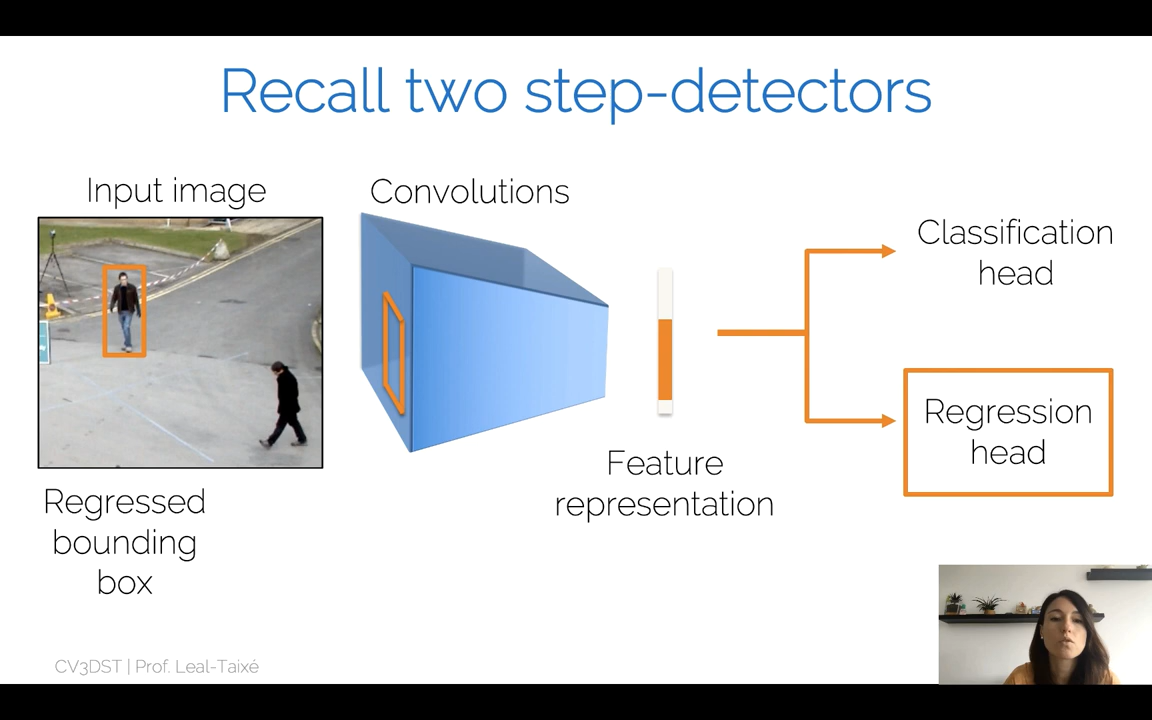 Recall two step-detectors
Input image
Convolutions
Classification
head
Regression
head
Feature
representation
Regressed
bounding
box
CV3DST | Prof. Leal-Taixé